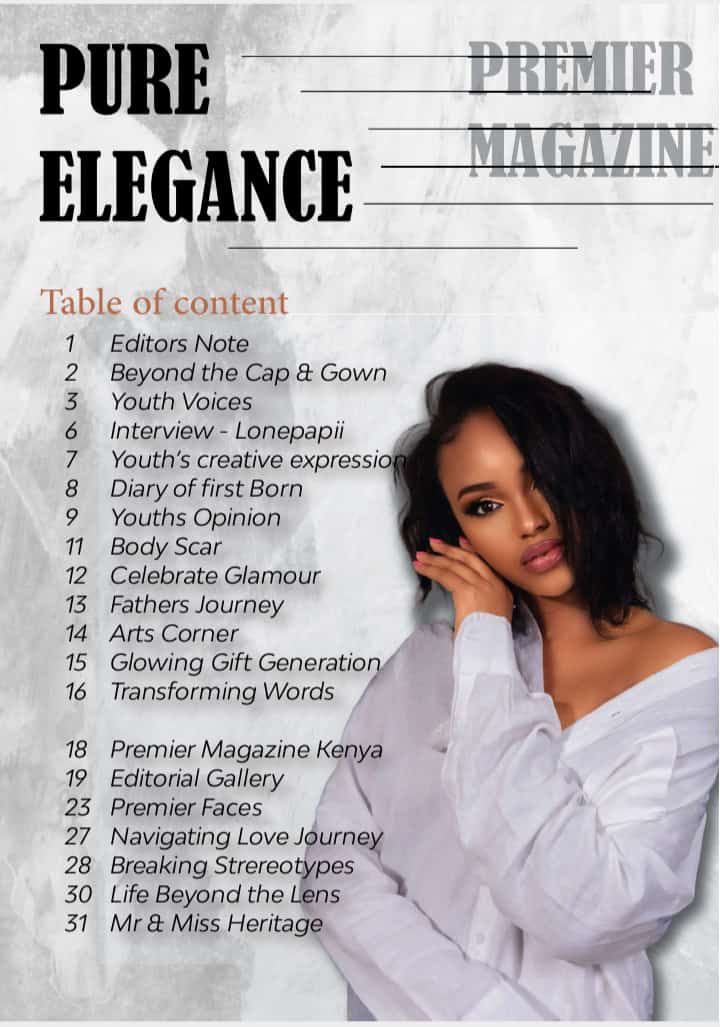 PURE
ELEGANCE
PREMIER
MAGAZINE
Table of content
1 Editors Note
2 Beyond the Cap & Gown
3 Youth Voices
6 Interview - Lonepapii
7 Youth's creative expression
8 Diary of first Born
9 Youths Opinion
11 Body Scar
12 Celebrate Glamour
13 Fathers Journey
14 Arts Corner
15 Glowing Gift Generation
16 Transforming Words
18 Premier Magazine Kenya
19 Editorial Gallery
23 Premier Faces
27 Navigating Love Journey
28 Breaking Strereotypes
30 Life Beyond the Lens
31 Mr & Miss Heritage